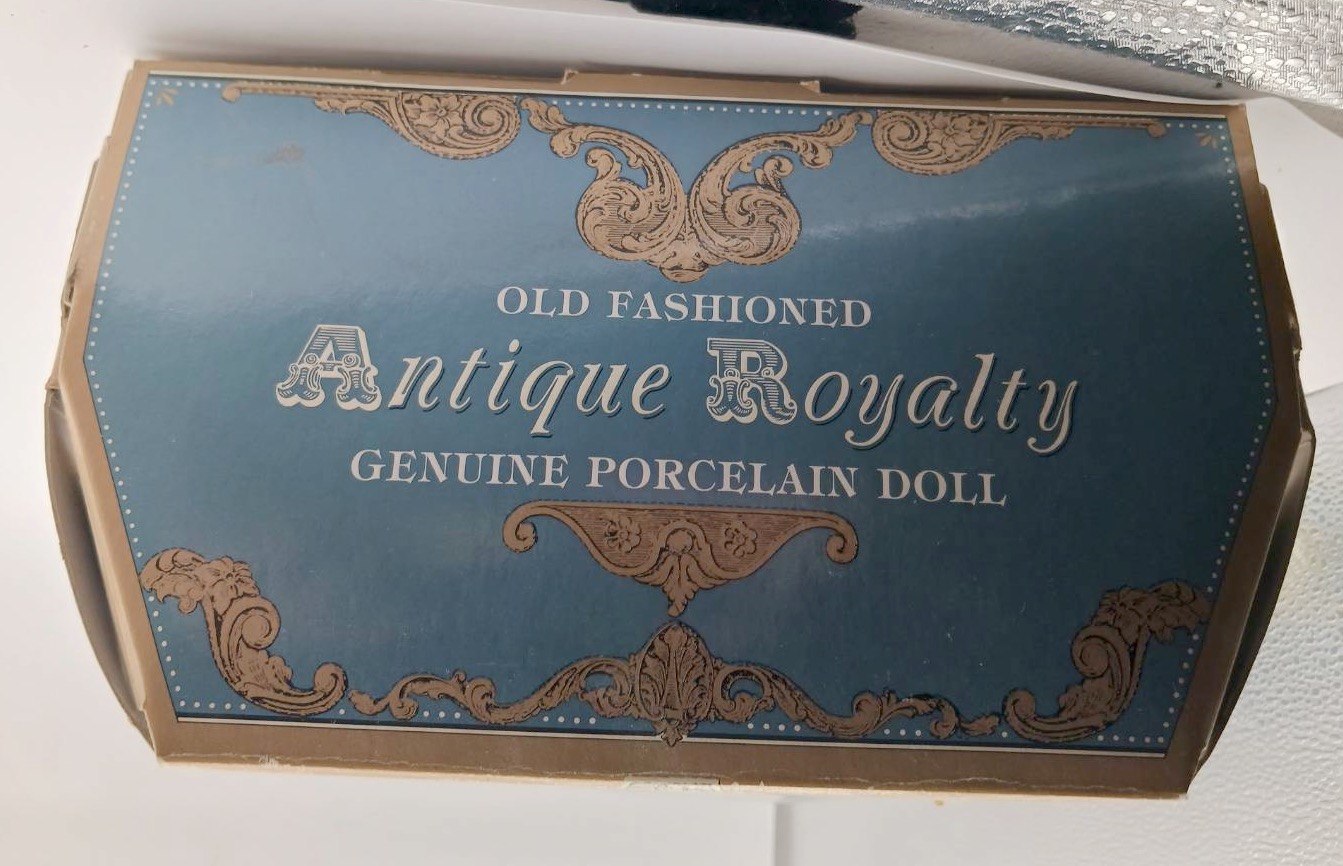 OLD FASHIONED
Antique Royalty
GENUINE PORCELAIN DOLL